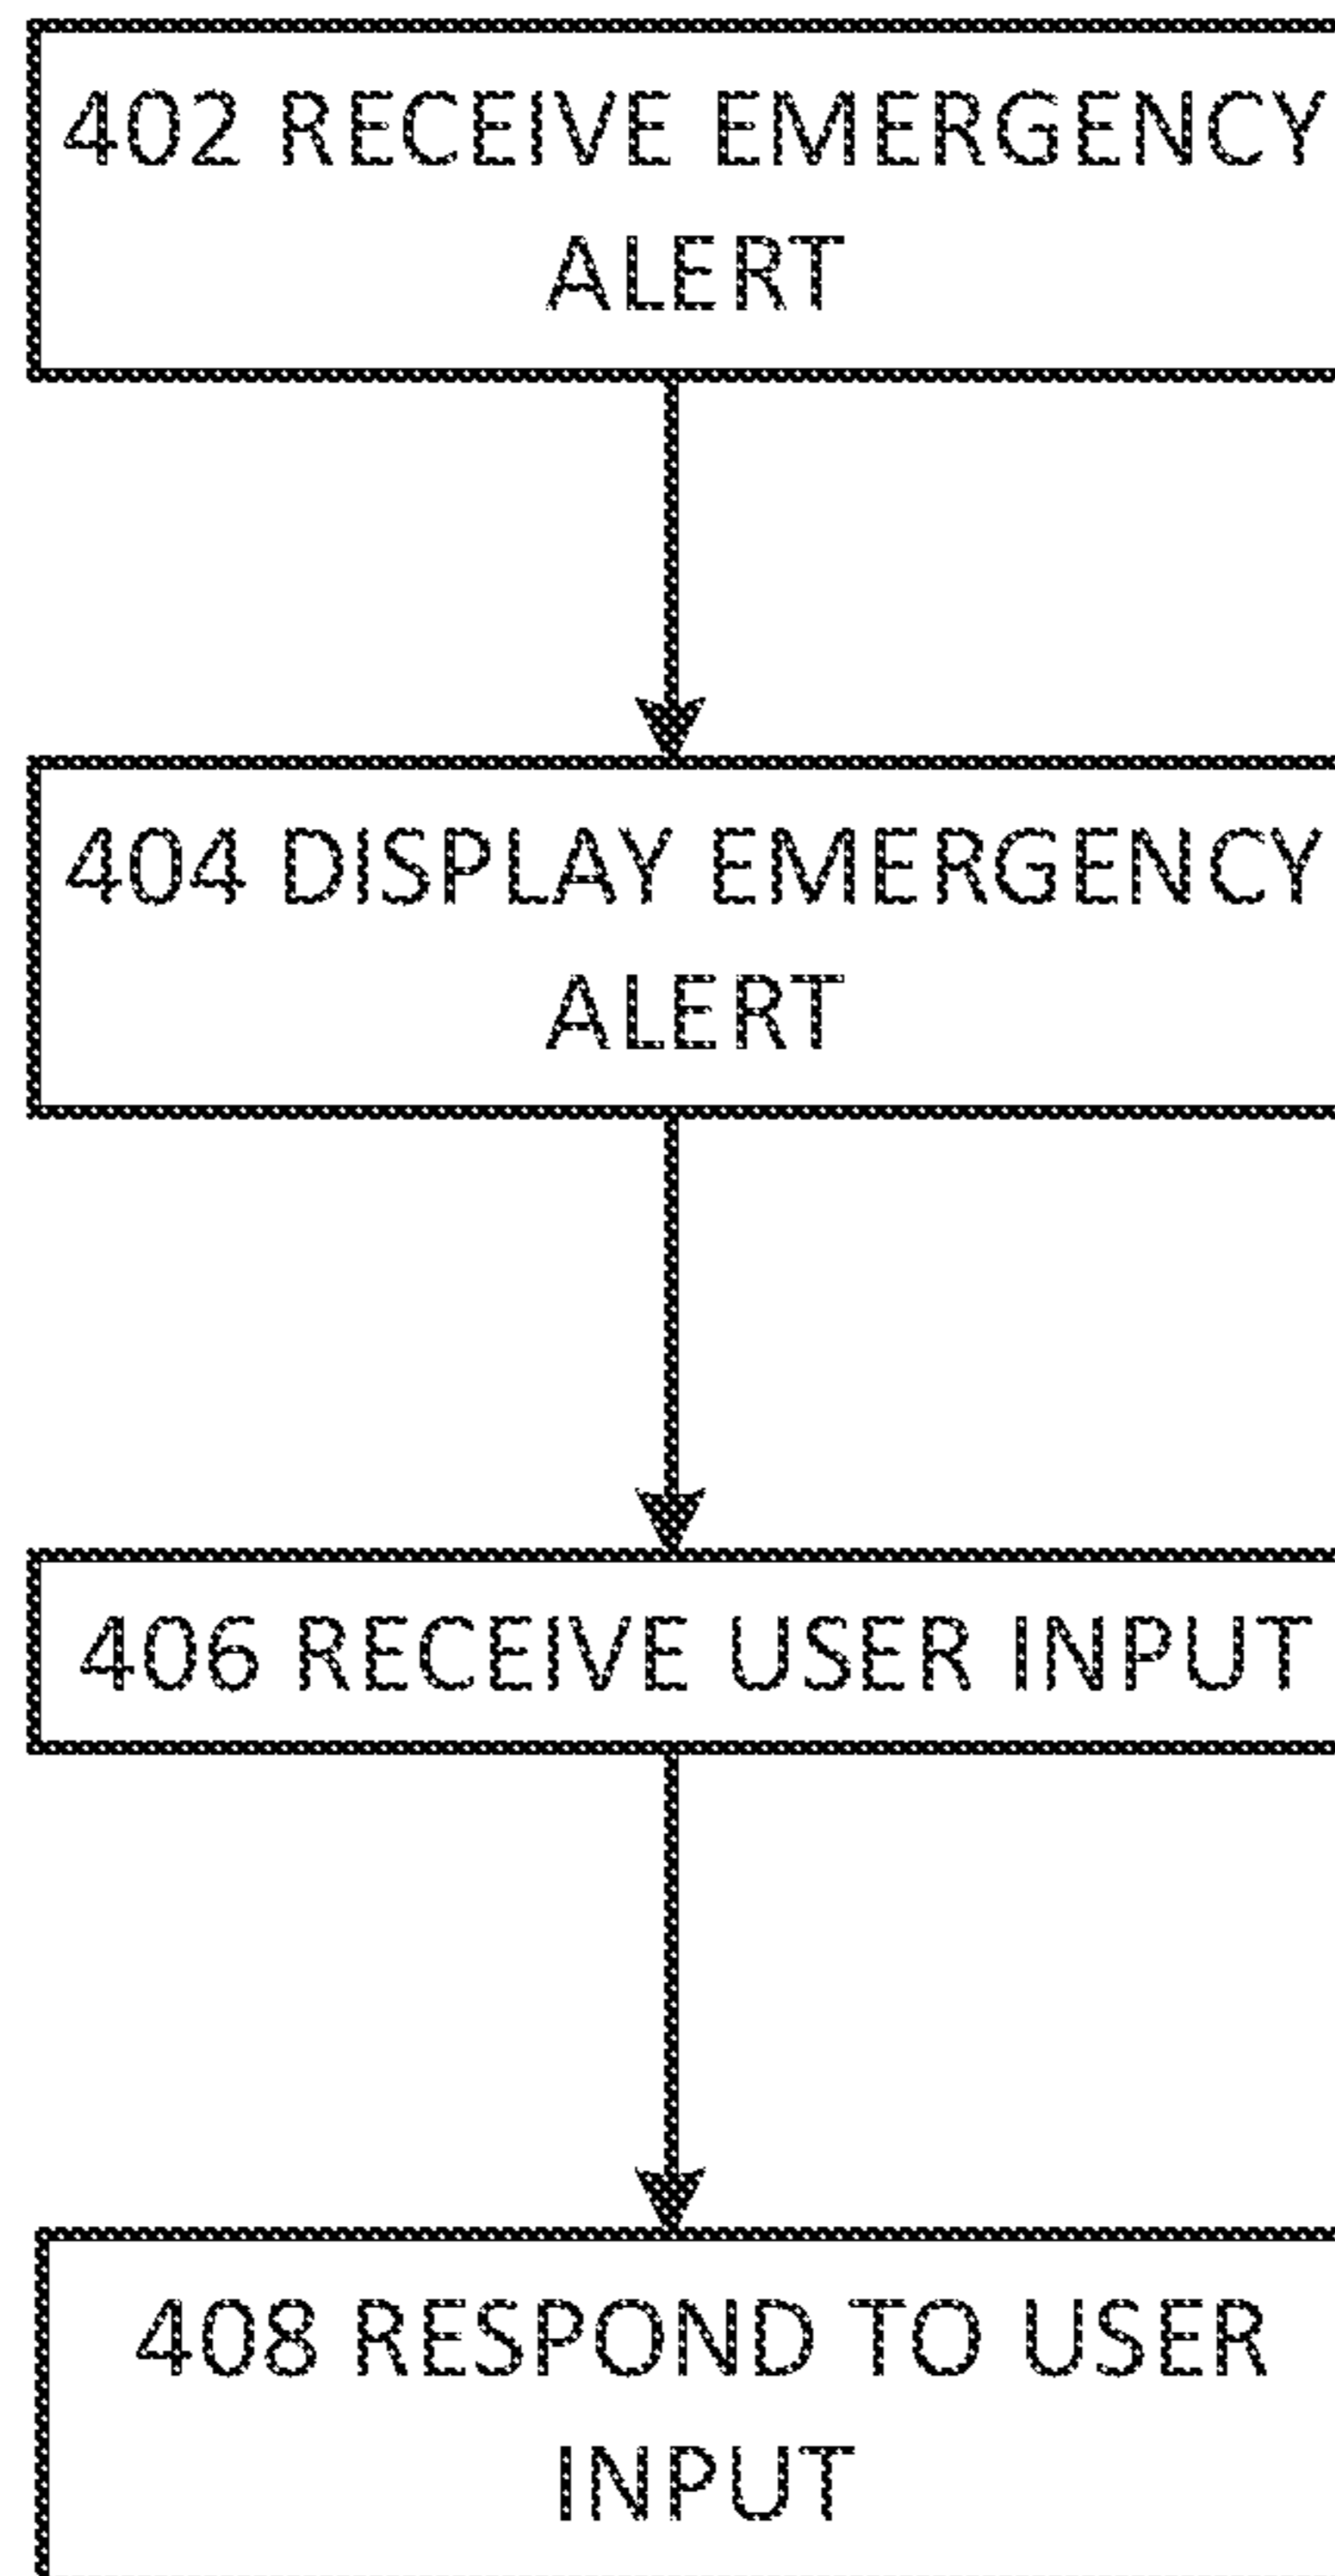 402 RECEIVE EMERGENCY
ALERT
404 DISPLAY EMERGENCY
ALERT
406 RECEIVE USER INPUT
408 RESPOND TO USER
INPUT